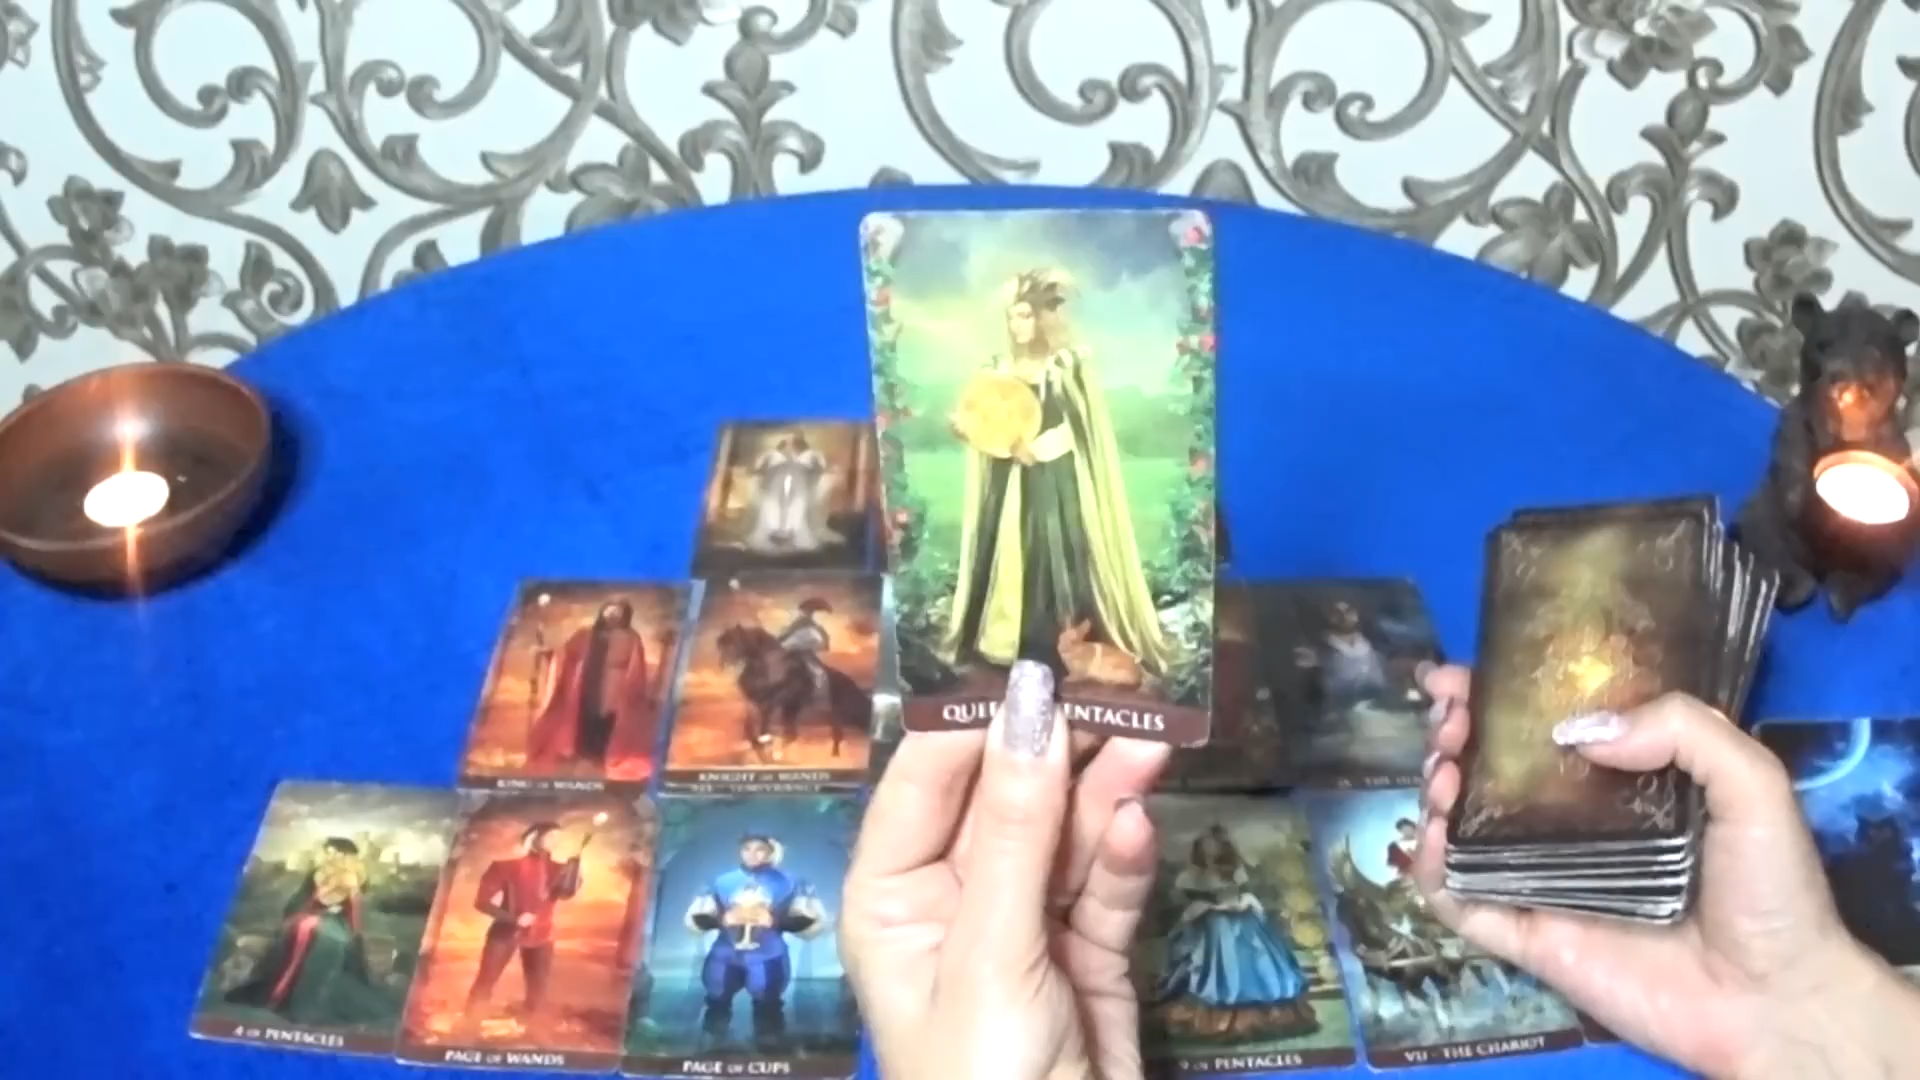 QUEE ENTACLES
KING OF WANDS
KNIGHT OF WANDS
4 OF PENTACLES
PAGE OF WANDS
PAGE OF CUPS
9 OF PENTACLES
VII - THE CHARIOT